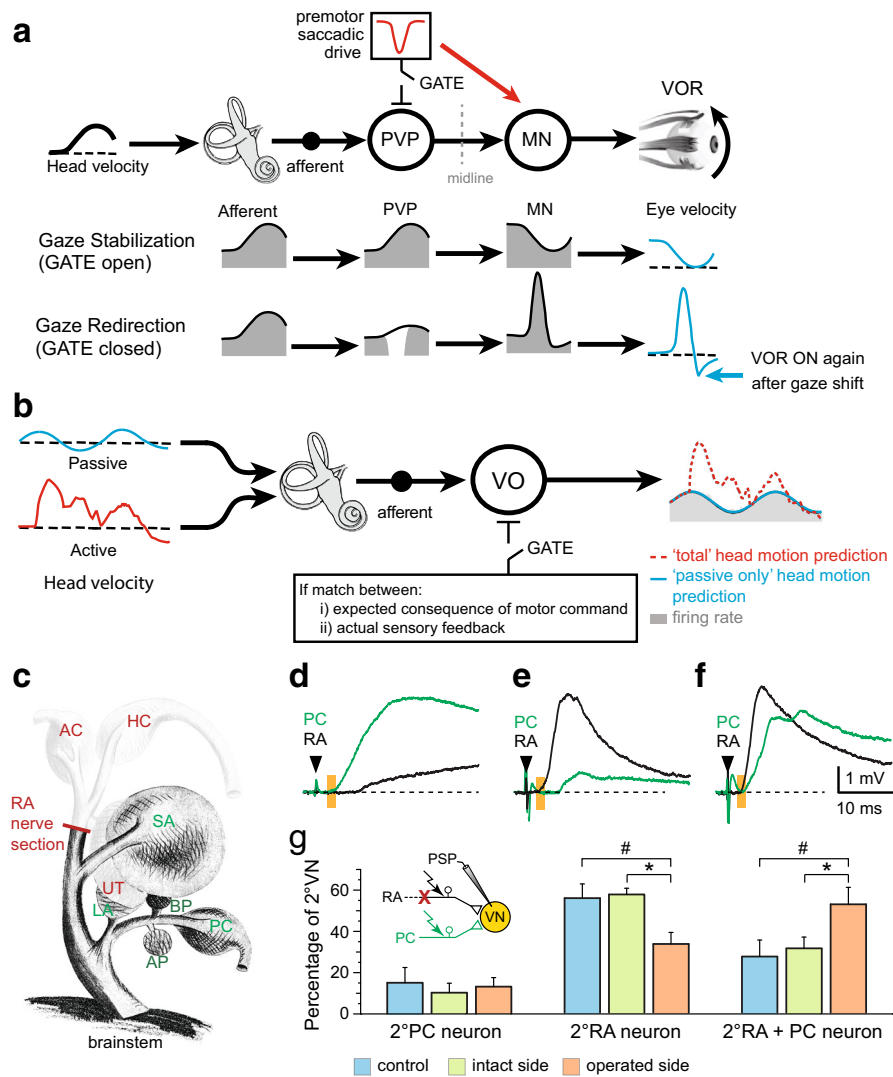 a
premotor
saccadic
drive
GATE
VOR
PVP
MN
Head velocity
afferent
midline
Afferent
PVP
MN
Eye velocity
Gaze Stabilization
(GATE open)
Gaze Redirection
(GATE closed)
VOR ON again
after gaze shift
b
Passive
Active
Head velocity
afferent
VO
GATE
If match between:
i) expected consequence of motor command
ii) actual sensory feedback
'total' head motion prediction
'passive only' head motion
prediction
firing rate
c
AC
HC
RA
nerve
section
SA
UT
LA
BP
PC
AP
brainstem
d
PC
RA
e
PC
RA
f
PC
RA
1 mV
10 ms
g
Percentage of 2°VN
60
40
20
0
PSP
RA
X
PC
VN
#
*
#
*
2°PC neuron
2°RA neuron
2°RA + PC neuron
control
intact side
operated side